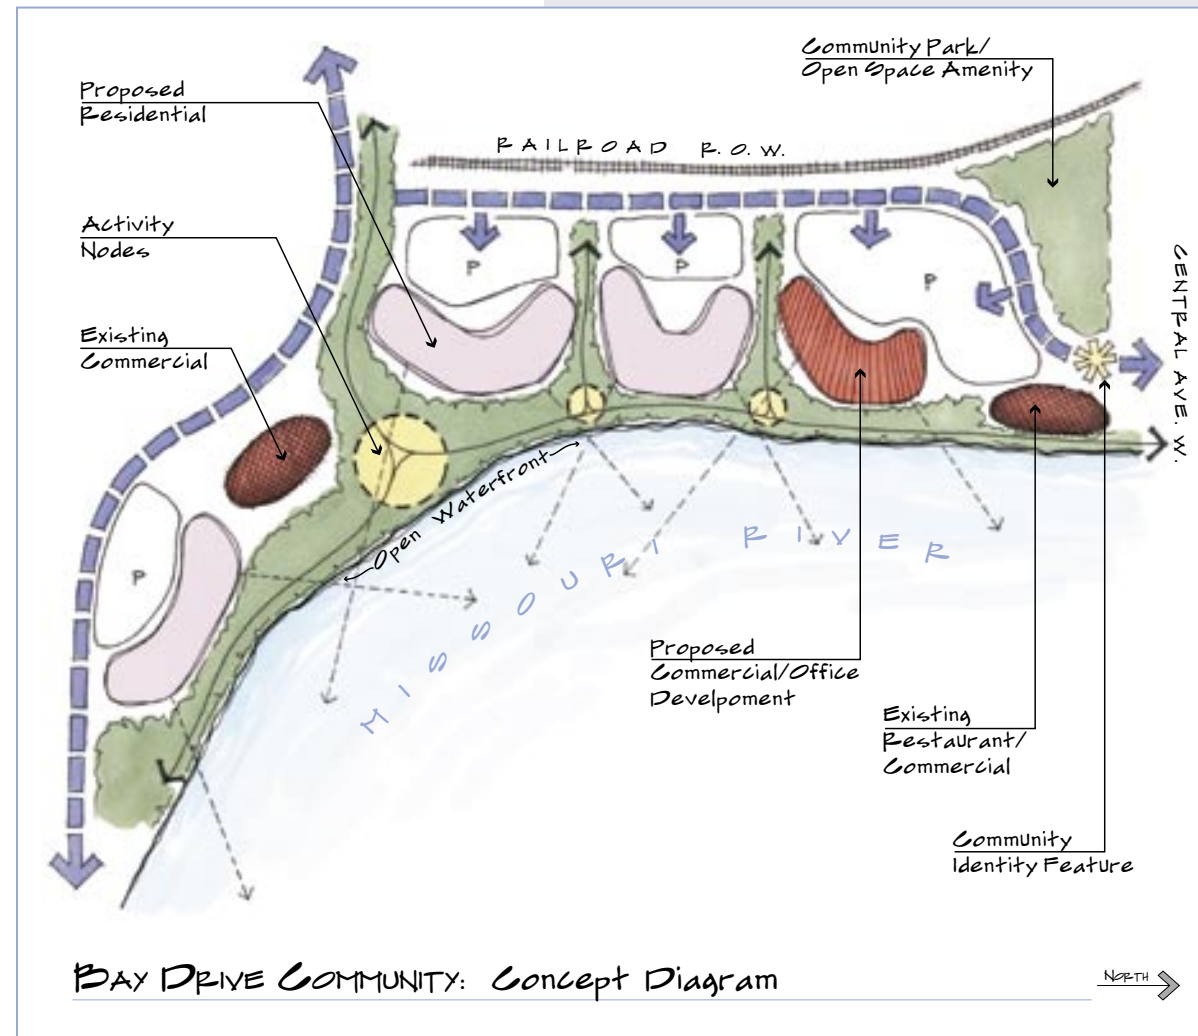 Community Park/
Open Space Amenity
Proposed
Residential
RAILROAD R.O.W.
Activity
Nodes
P
P
P
CENTRAL AVE. W.
Existing
Commercial
Open Waterfront
P
MISSOURI RIVER
Proposed
Commercial/Office
Develpoment
Existing
Restaurant/
Commercial
Community
Identity Feature
BAY DRIVE COMMUNITY: Concept Diagram
NORTH